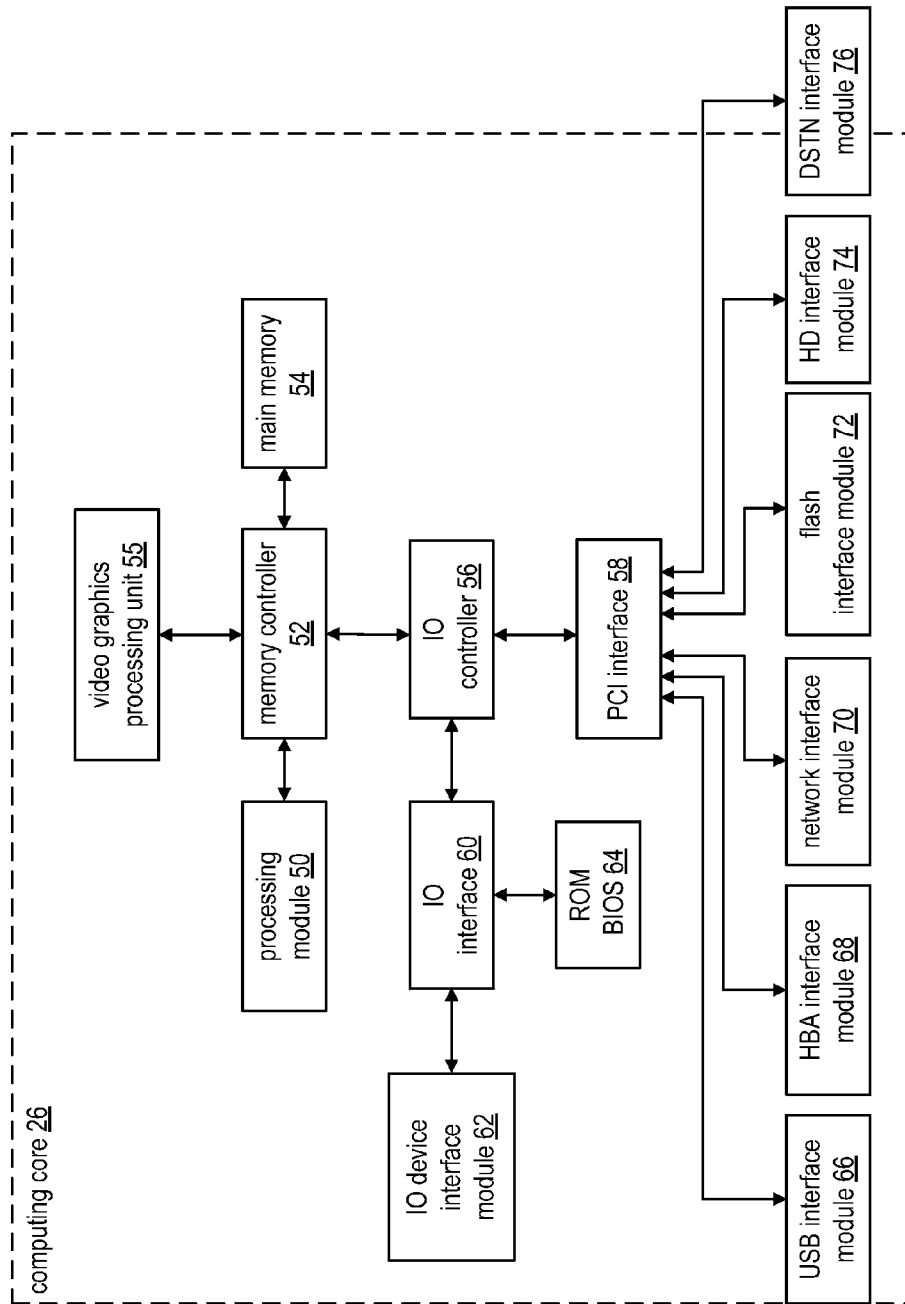 computing core 26
video graphics
processing unit 55
processing
module 50
memory controller
52
main memory
54
IO device
interface
module 62
IO
interface 60
IO
controller 56
ROM
BIOS 64
PCI interface 58
USB interface
module 66
HBA interface
module 68
network interface
module 70
flash
interface module 72
HD interface
module 74
DSTN interface
module 76